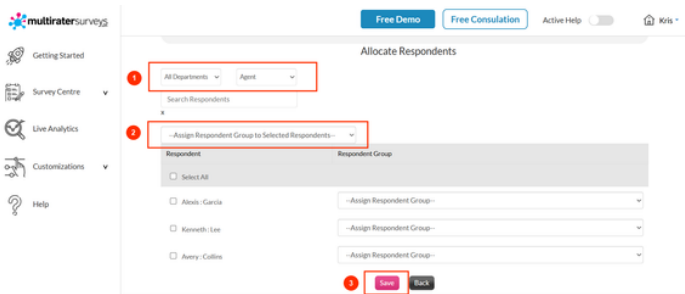 multiratersurveys
Free Demo
Free Consulation
Active Help
Kris
Getting Started
Survey Centre
Live Analytics
Customizations
Help
Allocate Respondents
1
All Departments
Agent
Search Respondents
x
2
--Assign Respondent Group to Selected Respondents--
Respondent
Respondent Group
Select All
Alexis : Garcia
--Assign Respondent Group--
Kenneth : Lee
--Assign Respondent Group--
Avery : Collins
--Assign Respondent Group--
3
Save
Back